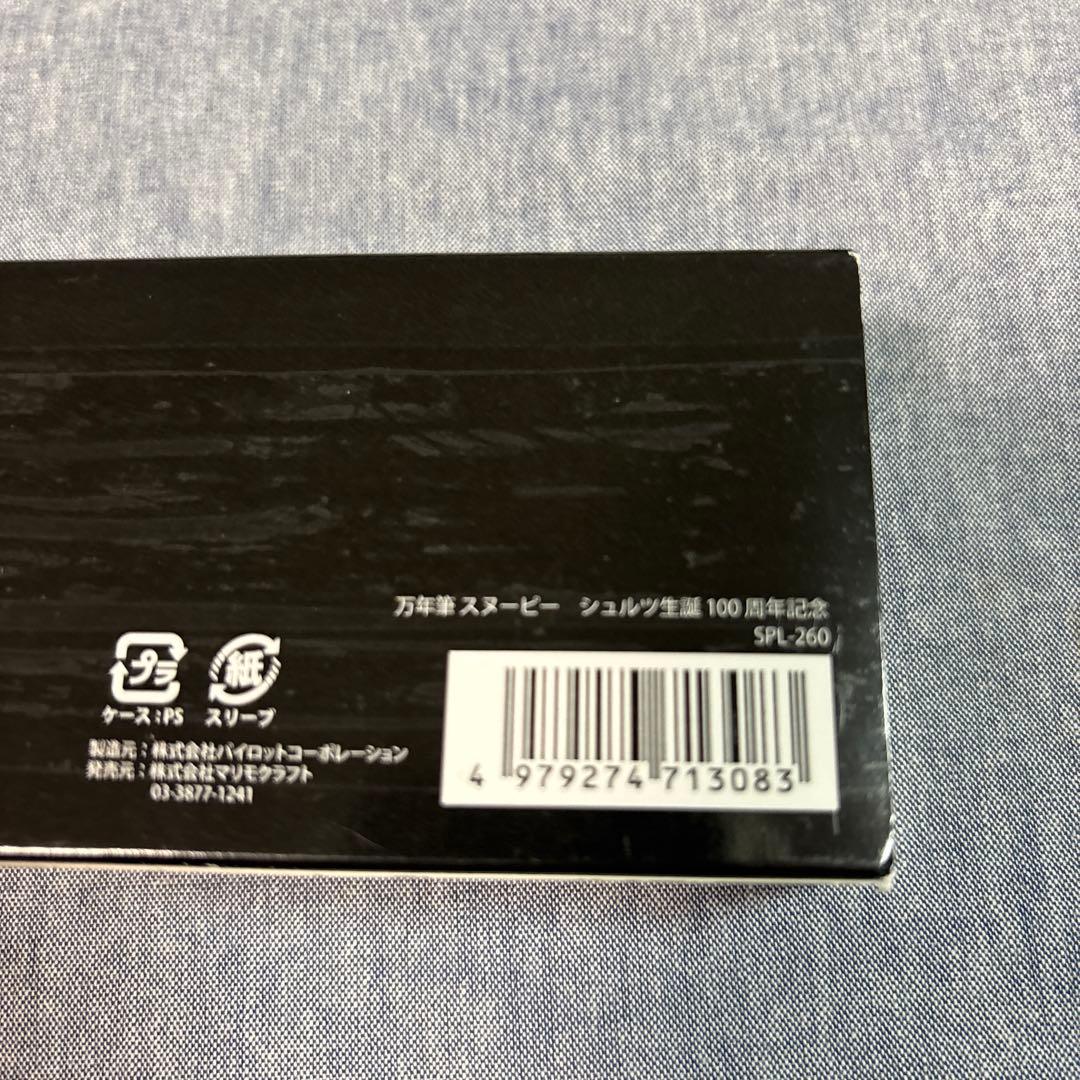 万年筆 スヌーピー　シュルツ生誕 100 周年記念
SPL-260
プラ
紙
ケース:PS
スリーブ
製造元：株式会社パイロットコーポレーション
発売元：株式会社マリモクラフト
03-3877-1241
4 979274 713083